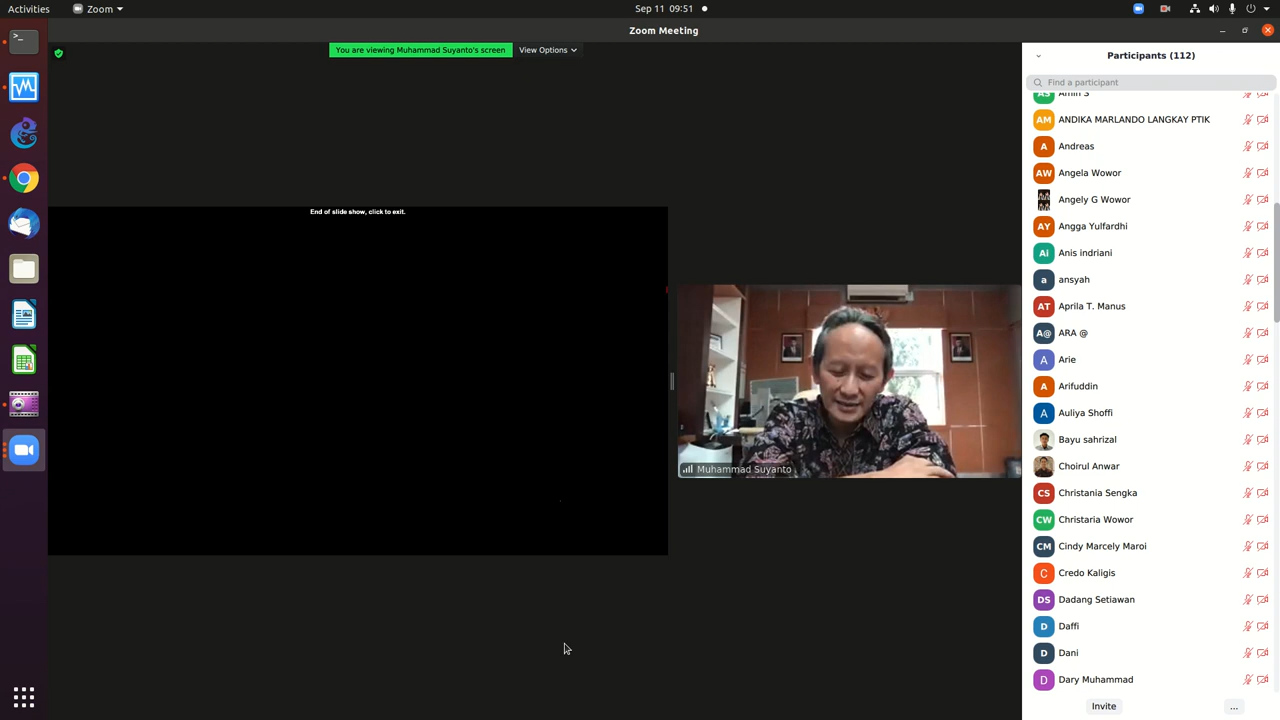 Activities
Zoom
Sep 11 09:51
Zoom Meeting
You are viewing Muhammad Suyanto's screen
View Options
End of slide show, click to exit.
Muhammad Suyanto
Participants (112)
Find a participant
AS Amin S
AM ANDIKA MARLANDO LANGKAY PTIK
A Andreas
AW Angela Wowor
Angely G Wowor
AY Angga Yulfardhi
Ai Anis indriani
a ansyah
AT Aprila T. Manus
A@ ARA @
A Arie
A Arifuddin
A Auliya Shoffi
Bayu sahrizal
Choirul Anwar
CS Christania Sengka
CW Christaria Wowor
CM Cindy Marcely Maroi
C Credo Kaligis
DS Dadang Setiawan
D Daffi
D Dani
D Dary Muhammad
Invite
...